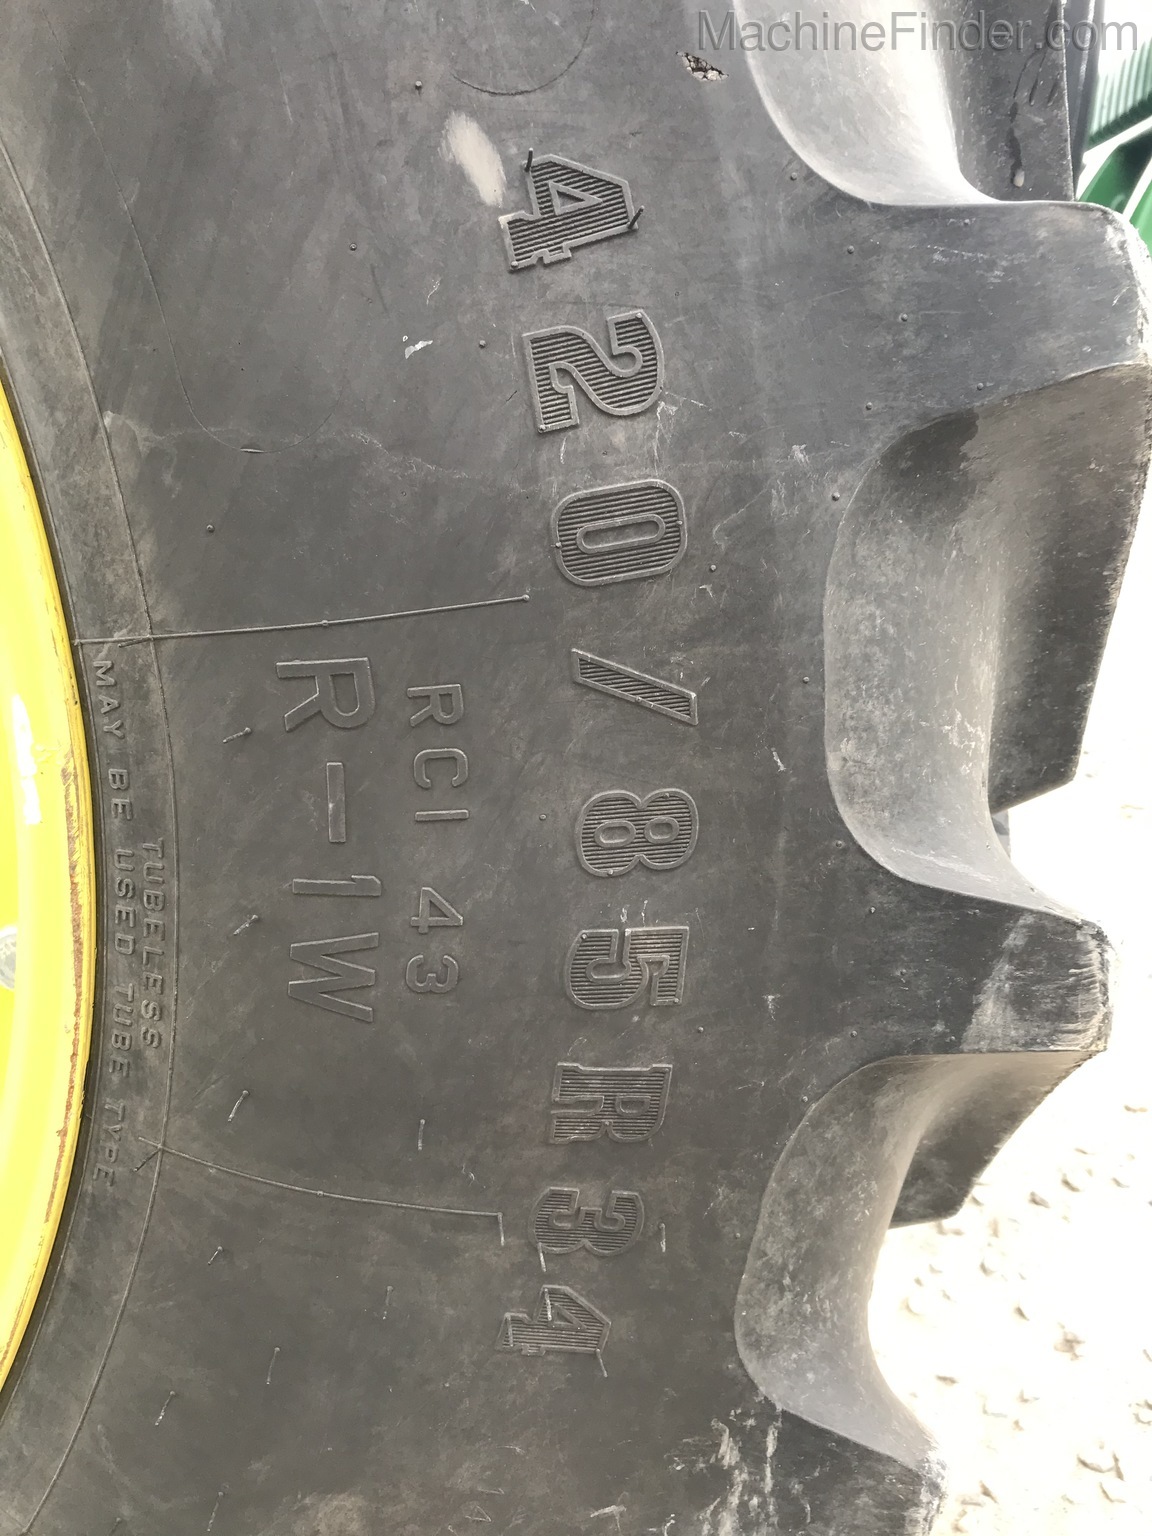 MachineFinder.com
420/85R34
RCI 43
R-1W
TUBELESS
MAY BE USED TUBE TYPE